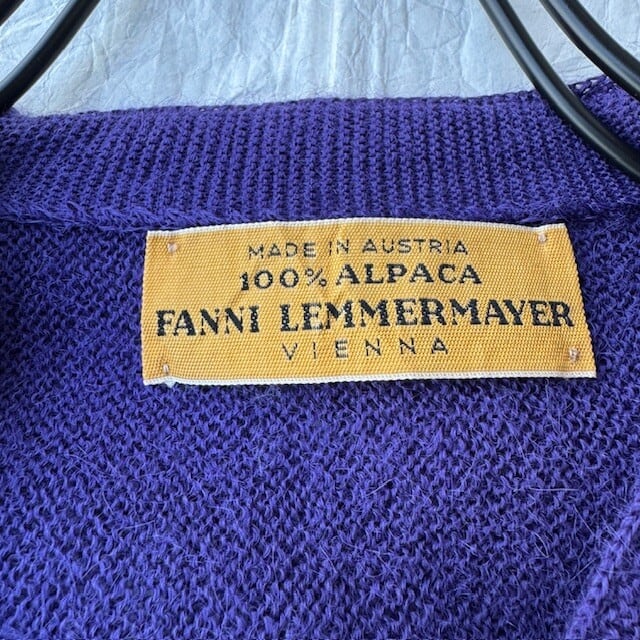 MADE IN AUSTRIA
100% ALPACA
FANNI LEMMERMAYER
VIENNA